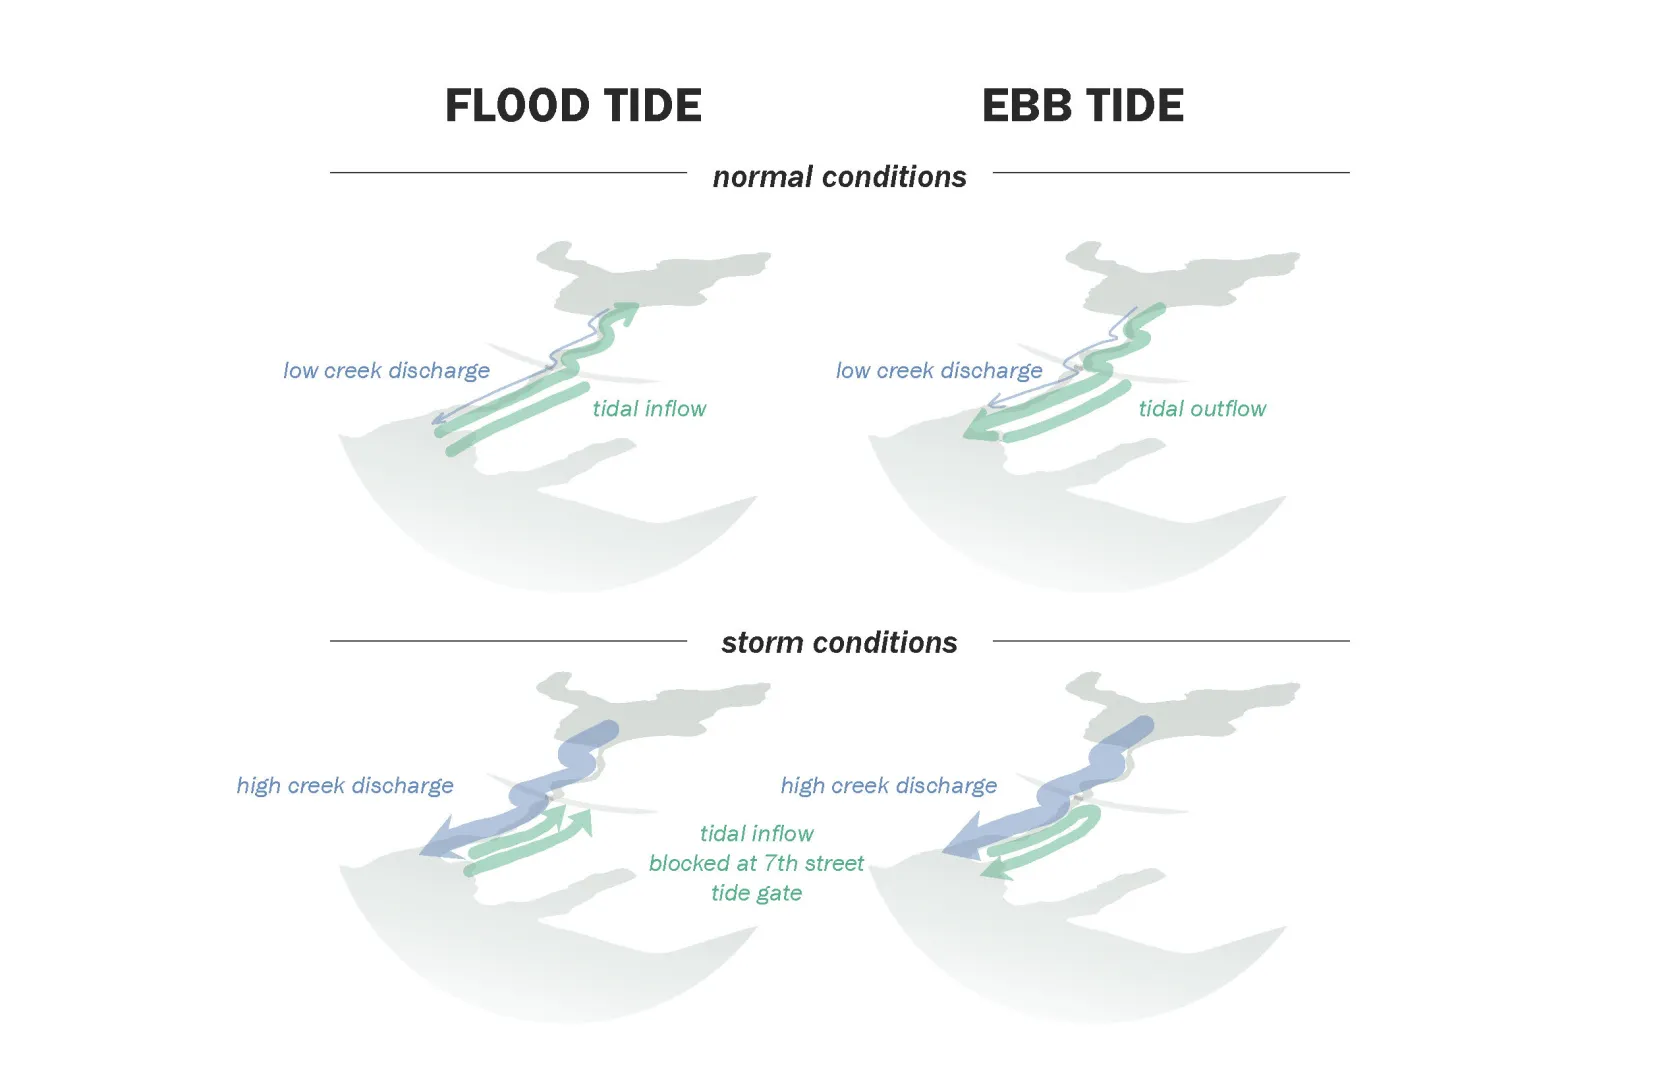 FLOOD TIDE
EBB TIDE
normal conditions
low creek discharge
tidal inflow
low creek discharge
tidal outflow
storm conditions
high creek discharge
tidal inflow
blocked at 7th street
tide gate
high creek discharge